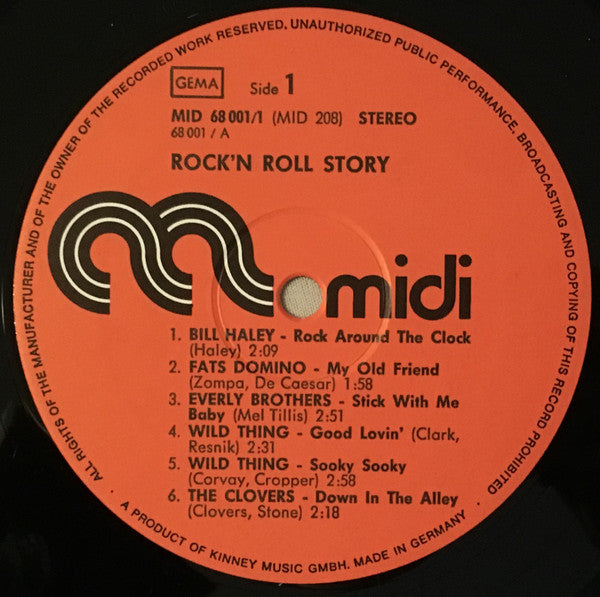 ALL RIGHTS OF THE MANUFACTURER AND OF THE OWNER OF THE RECORDED WORK RESERVED. UNAUTHORIZED PUBLIC PERFORMANCE, BROADCASTING AND COPYING OF THIS RECORD PROHIBITED
GEMA Side 1
MID 68 001/1 (MID 208) STEREO
68 001 / A
ROCK'N ROLL STORY
midi
1. BILL HALEY - Rock Around The Clock
(Haley) 2:09
2. FATS DOMINO - My Old Friend
(Zompa, De Caesar) 1:58
3. EVERLY BROTHERS - Stick With Me
Baby (Mel Tillis) 2:51
4. WILD THING - Good Lovin' (Clark,
Resnik) 2:31
5. WILD THING - Sooky Sooky
(Corvay, Cropper) 2:58
6. THE CLOVERS - Down In The Alley
(Clovers, Stone) 2:18
· A PRODUCT OF KINNEY MUSIC GMBH. MADE IN GERMANY ·